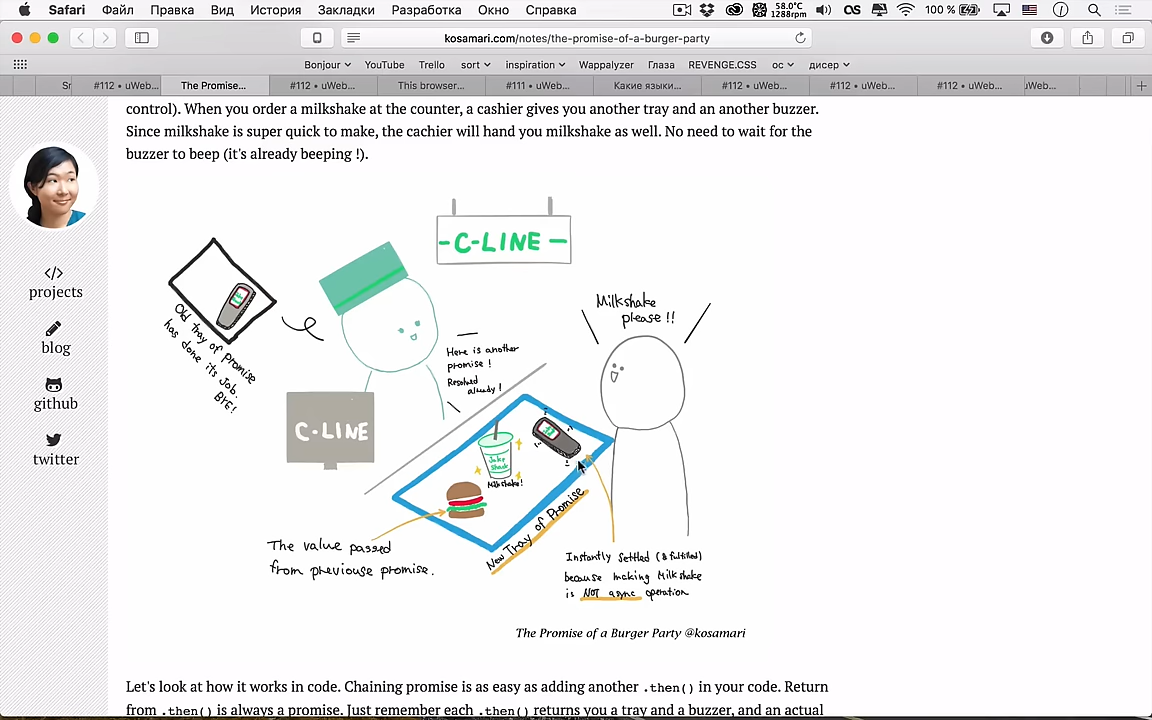 Safari Файл Правка Вид История Закладки Разработка Окно Справка 58.0°C 1288rpm 100 %
kosamari.com/notes/the-promise-of-a-burger-party
Bonjour YouTube Trello sort inspiration Wappalyzer Глаза REVENGE.CSS ос дисер
#112 • uWeb... The Promise... #112 • uWeb... This browser... #111 • uWeb... Какие языки... #112 • uWeb... #112 • uWeb... #112 • uWeb... uWeb...
control). When you order a milkshake at the counter, a cashier gives you another tray and an another buzzer.
Since milkshake is super quick to make, the cachier will hand you milkshake as well. No need to wait for the
buzzer to beep (it's already beeping !).
projects
blog
github
twitter
- C-LINE -
Old tray of promise
has done its job.
BYE!
Milkshake
please !!
Here is another
promise !
Resolved
already !
C-LINE
Milkshake!
New Tray of Promise
The value passed
from previouse promise.
Instantly settled (& fulfilled)
because making Milkshake
is NOT async operation
The Promise of a Burger Party @kosamari
Let's look at how it works in code. Chaining promise is as easy as adding another .then() in your code. Return
from .then() is always a promise. Just remember each .then() returns you a tray and a buzzer, and an actual